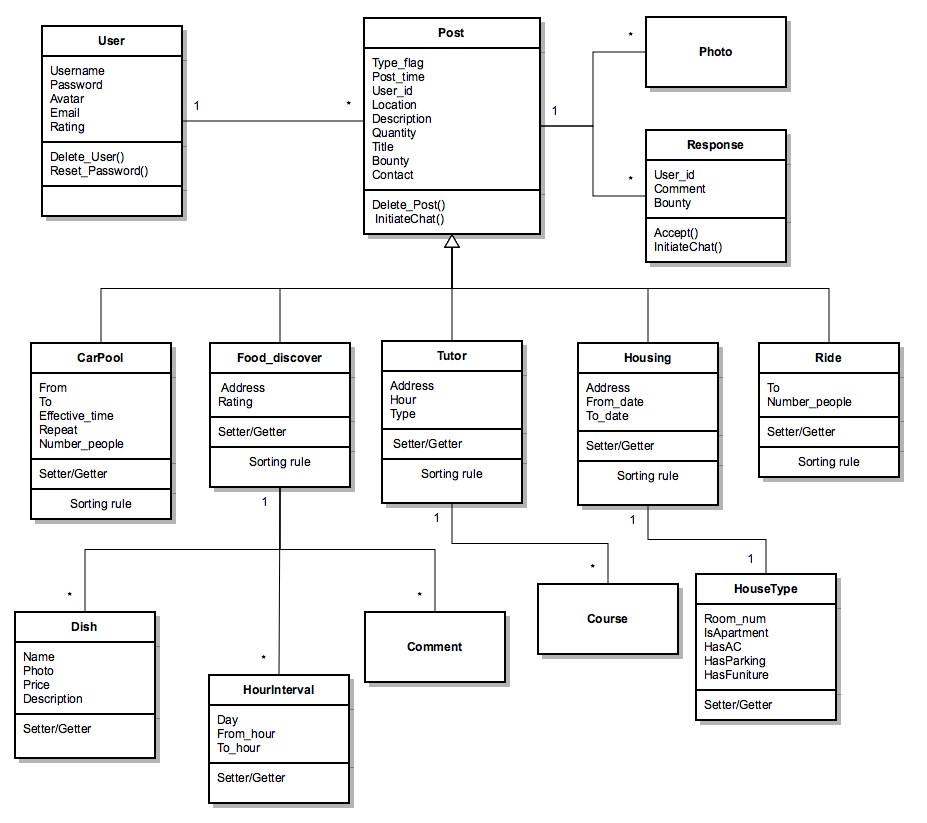 User
Username
Password
Avatar
Email
Rating
Delete_User()
Reset_Password()
1
*
Post
Type_flag
Post_time
User_id
Location
Description
Quantity
Title
Bounty
Contact
Delete_Post()
InitiateChat()
1
*
Photo
*
Response
User_id
Comment
Bounty
Accept()
InitiateChat()
CarPool
From
To
Effective_time
Repeat
Number_people
Setter/Getter
Sorting rule
Food_discover
Address
Rating
Setter/Getter
Sorting rule
1
Tutor
Address
Hour
Type
Setter/Getter
Sorting rule
1
Housing
Address
From_date
To_date
Setter/Getter
Sorting rule
1
Ride
To
Number_people
Setter/Getter
Sorting rule
*
Dish
Name
Photo
Price
Description
Setter/Getter
*
HourInterval
Day
From_hour
To_hour
Setter/Getter
*
Comment
*
Course
1
HouseType
Room_num
IsApartment
HasAC
HasParking
HasFuniture
Setter/Getter